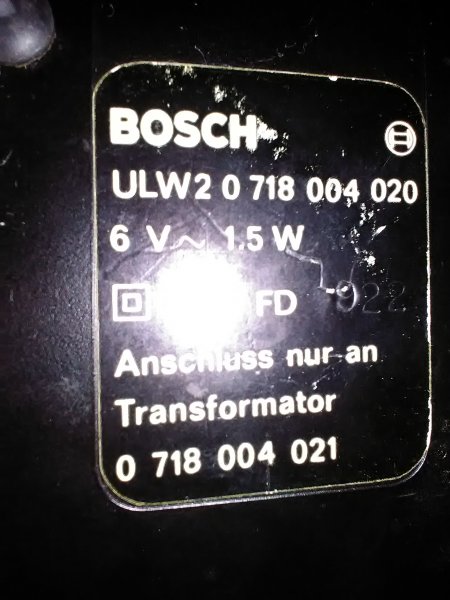 BOSCH
ULW2 0 718 004 020
6 V~ 1.5 W
FD 922
Anschluss nur an
Transformator
0 718 004 021